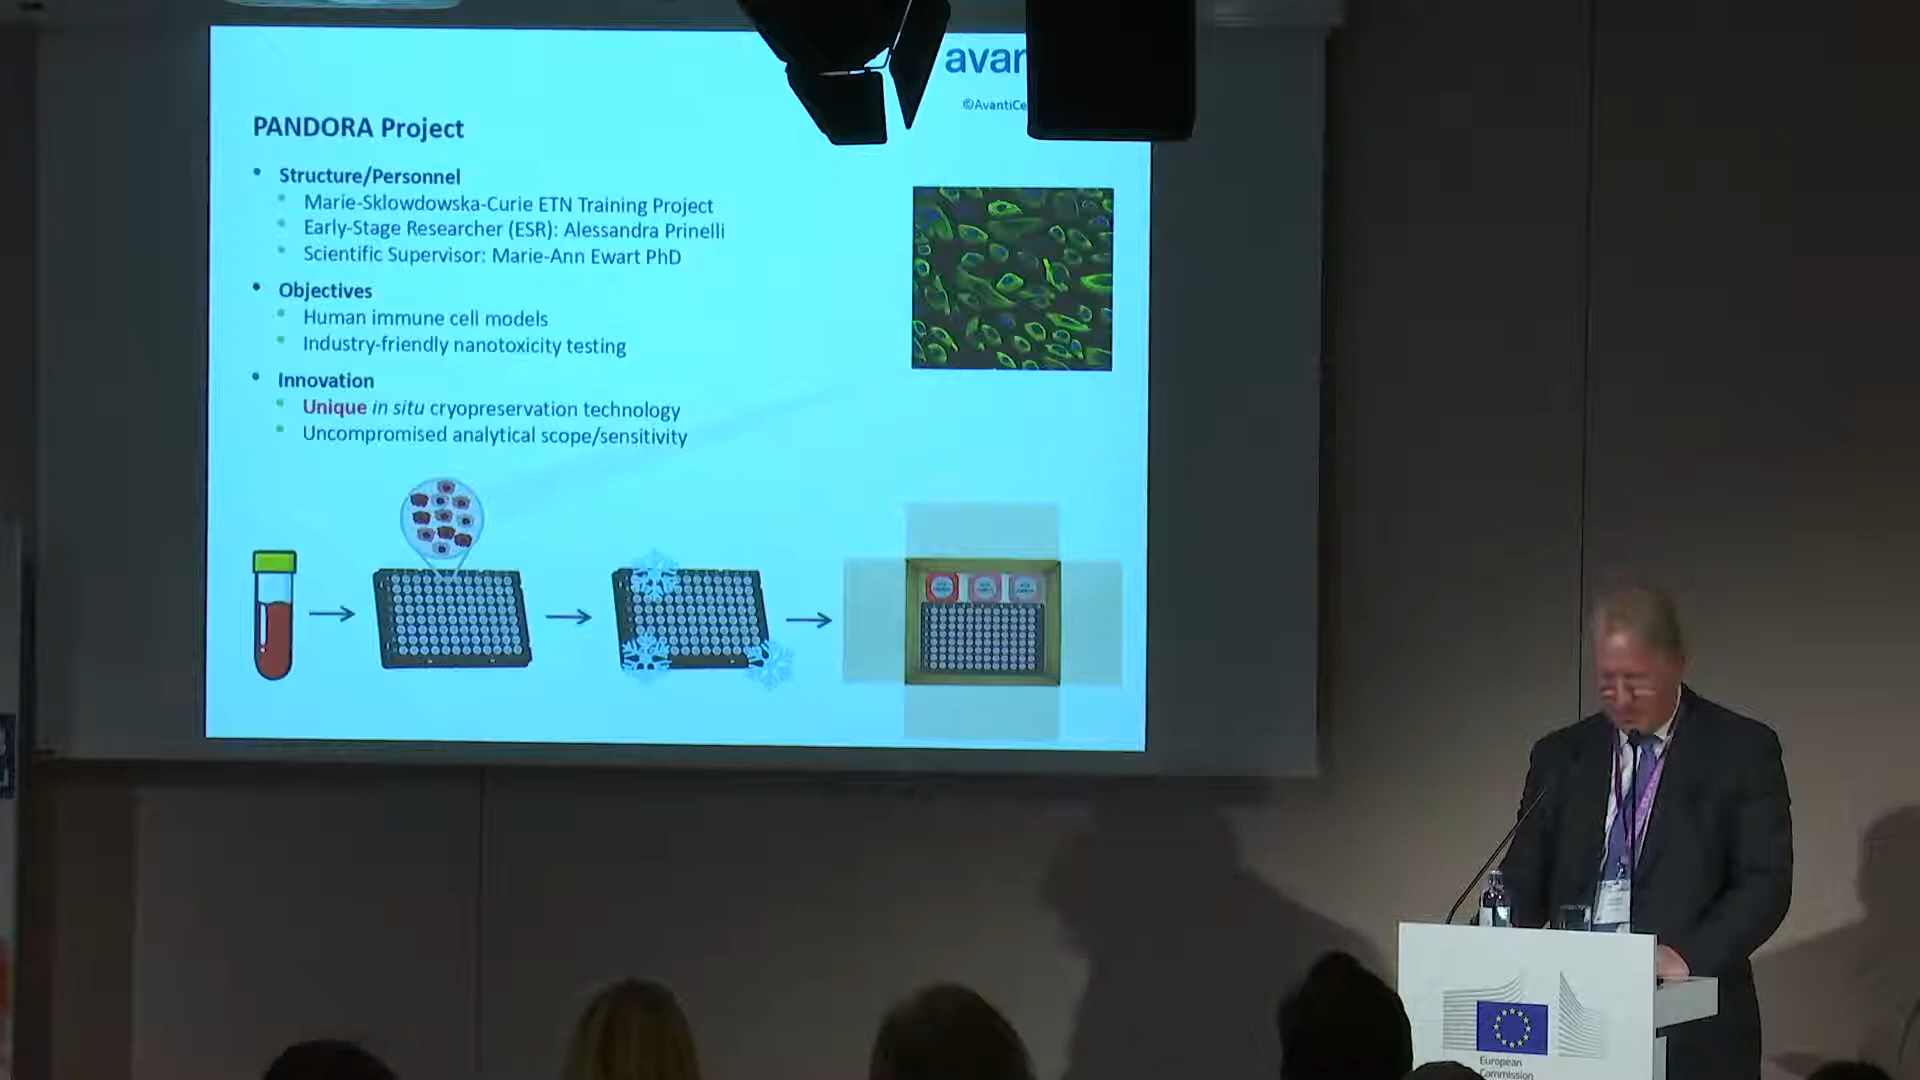 avan
©AvantiCe
PANDORA Project
Structure/Personnel
Marie-Sklowdowska-Curie ETN Training Project
Early-Stage Researcher (ESR): Alessandra Prinelli
Scientific Supervisor: Marie-Ann Ewart PhD
Objectives
Human immune cell models
Industry-friendly nanotoxicity testing
Innovation
Unique in situ cryopreservation technology
Uncompromised analytical scope/sensitivity
European
Commission